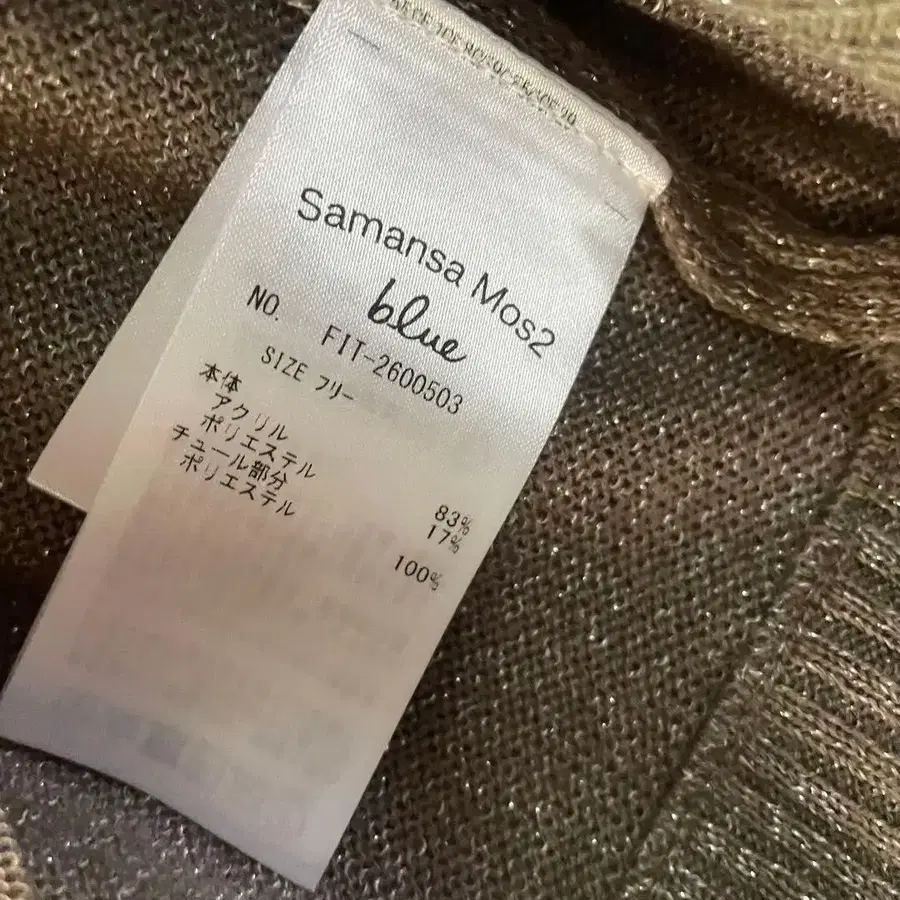 Samansa Mos2
blue
NO. FIT-2600503
SIZE フリー
本体
アクリル 83%
ポリエステル 17%
チュール部分
ポリエステル 100%